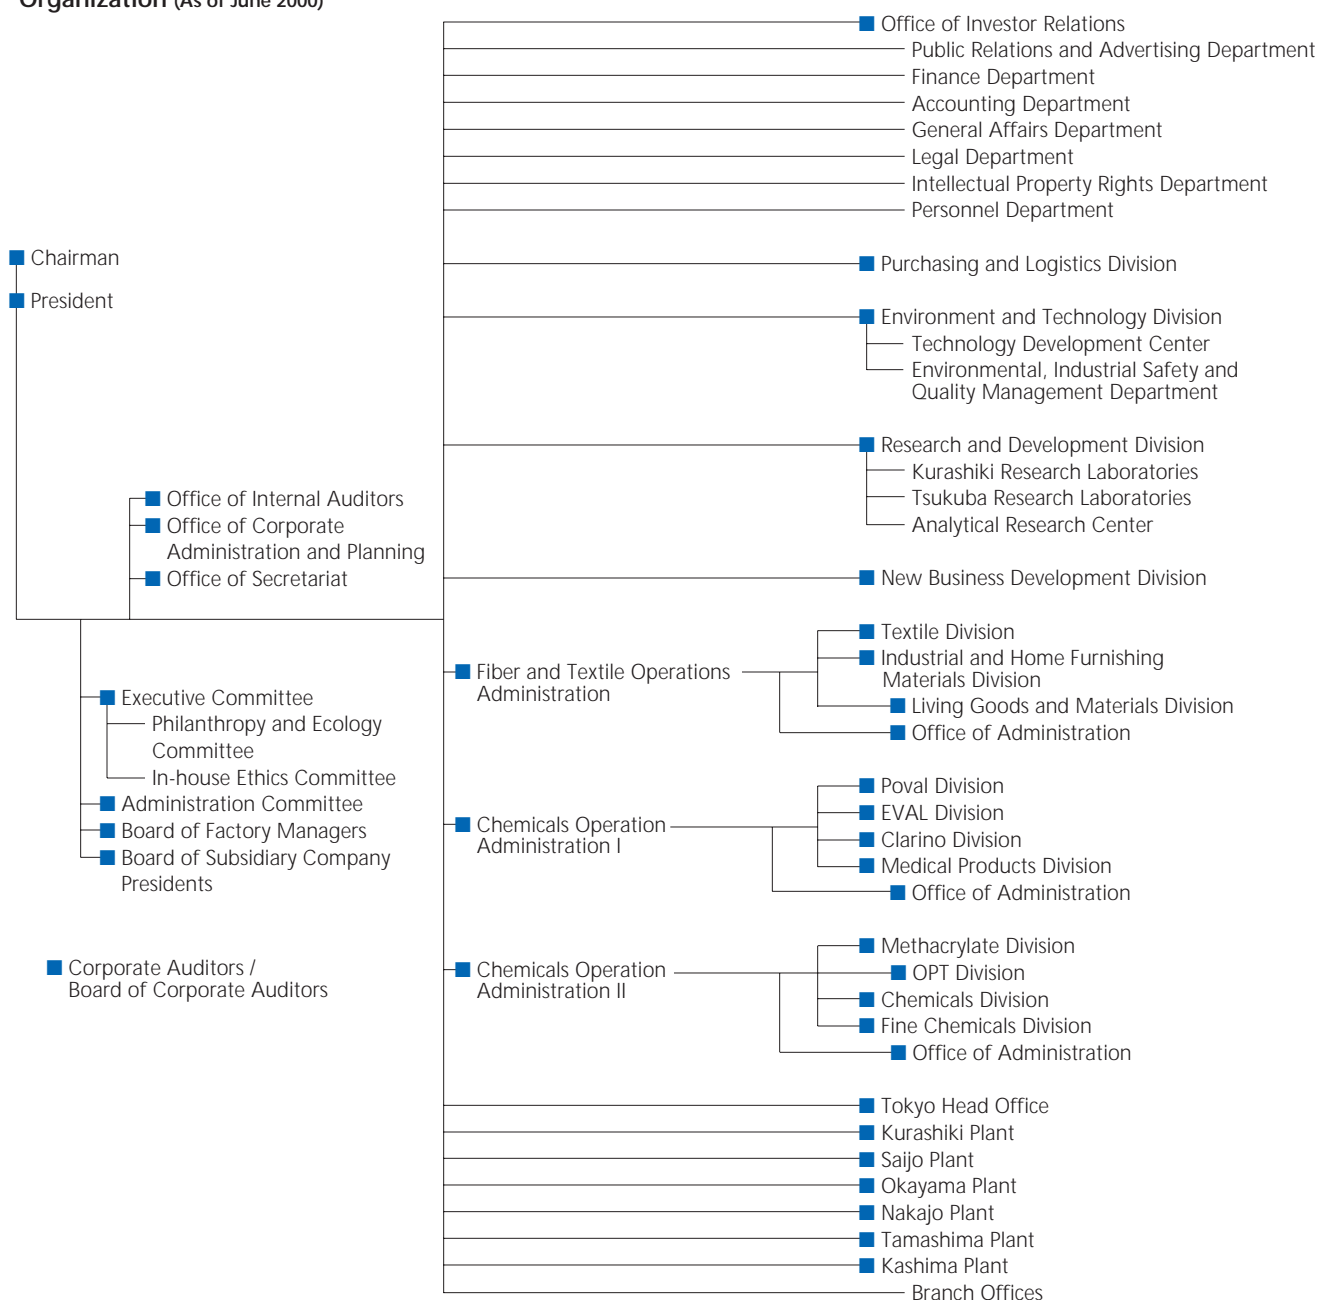 Organization (As of June 2000)
Office of Investor Relations
Public Relations and Advertising Department
Finance Department
Accounting Department
General Affairs Department
Legal Department
Intellectual Property Rights Department
Personnel Department
Chairman
President
Purchasing and Logistics Division
Environment and Technology Division
Technology Development Center
Environmental, Industrial Safety and
Quality Management Department
Research and Development Division
Kurashiki Research Laboratories
Tsukuba Research Laboratories
Analytical Research Center
Office of Internal Auditors
Office of Corporate
Administration and Planning
Office of Secretariat
New Business Development Division
Fiber and Textile Operations
Administration
Textile Division
Industrial and Home Furnishing
Materials Division
Living Goods and Materials Division
Office of Administration
Executive Committee
Philanthropy and Ecology
Committee
In-house Ethics Committee
Administration Committee
Board of Factory Managers
Board of Subsidiary Company
Presidents
Chemicals Operation
Administration I
Poval Division
EVAL Division
Clarino Division
Medical Products Division
Office of Administration
Corporate Auditors /
Board of Corporate Auditors
Chemicals Operation
Administration II
Methacrylate Division
OPT Division
Chemicals Division
Fine Chemicals Division
Office of Administration
Tokyo Head Office
Kurashiki Plant
Saijo Plant
Okayama Plant
Nakajo Plant
Tamashima Plant
Kashima Plant
Branch Offices